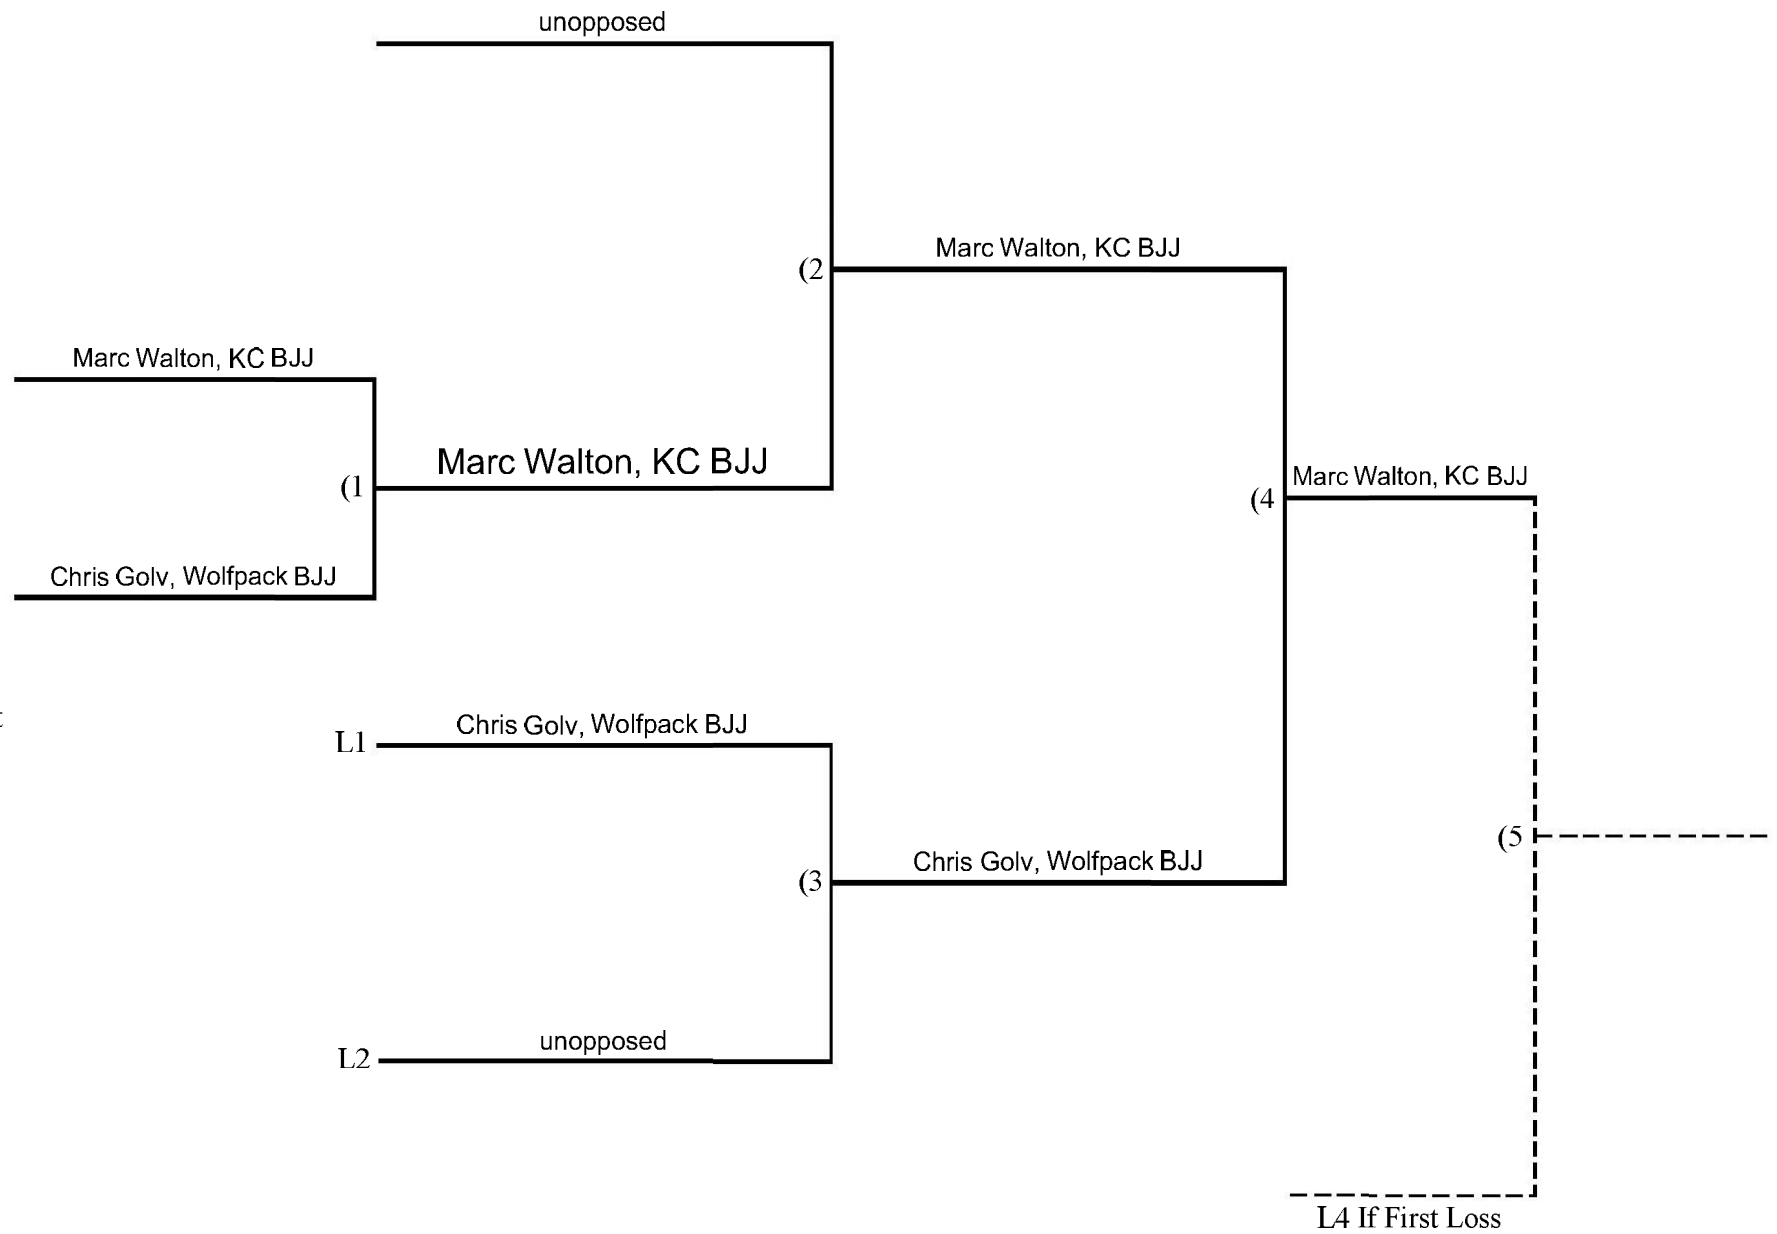 unopposed
Marc Walton, KC BJJ
(2
Marc Walton, KC BJJ
Marc Walton, KC BJJ
(1
Marc Walton, KC BJJ
(4
Chris Golv, Wolfpack BJJ
Chris Golv, Wolfpack BJJ
L1
(5
Chris Golv, Wolfpack BJJ
(3
unopposed
L2
L4 If First Loss